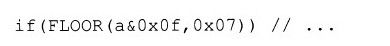 if(FLOOR(a&0x0f,0x07)) // ...